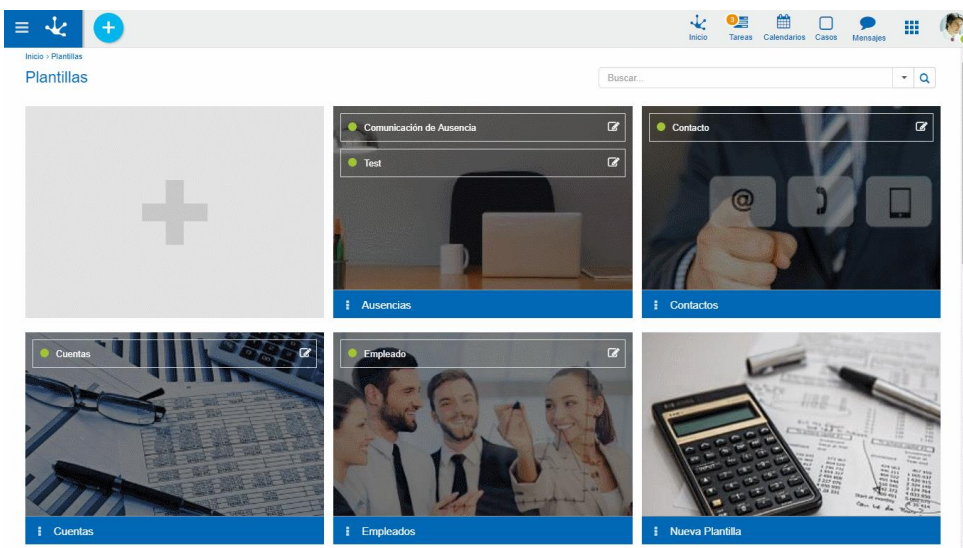 3
Inicio
Tareas
Calendarios
Casos
Mensajes
Inicio > Plantillas
Plantillas
Buscar...
Comunicación de Ausencia
Test
Ausencias
Contacto
@
Contactos
Cuentas
Cuentas
Empleado
Empleados
Nueva Plantilla